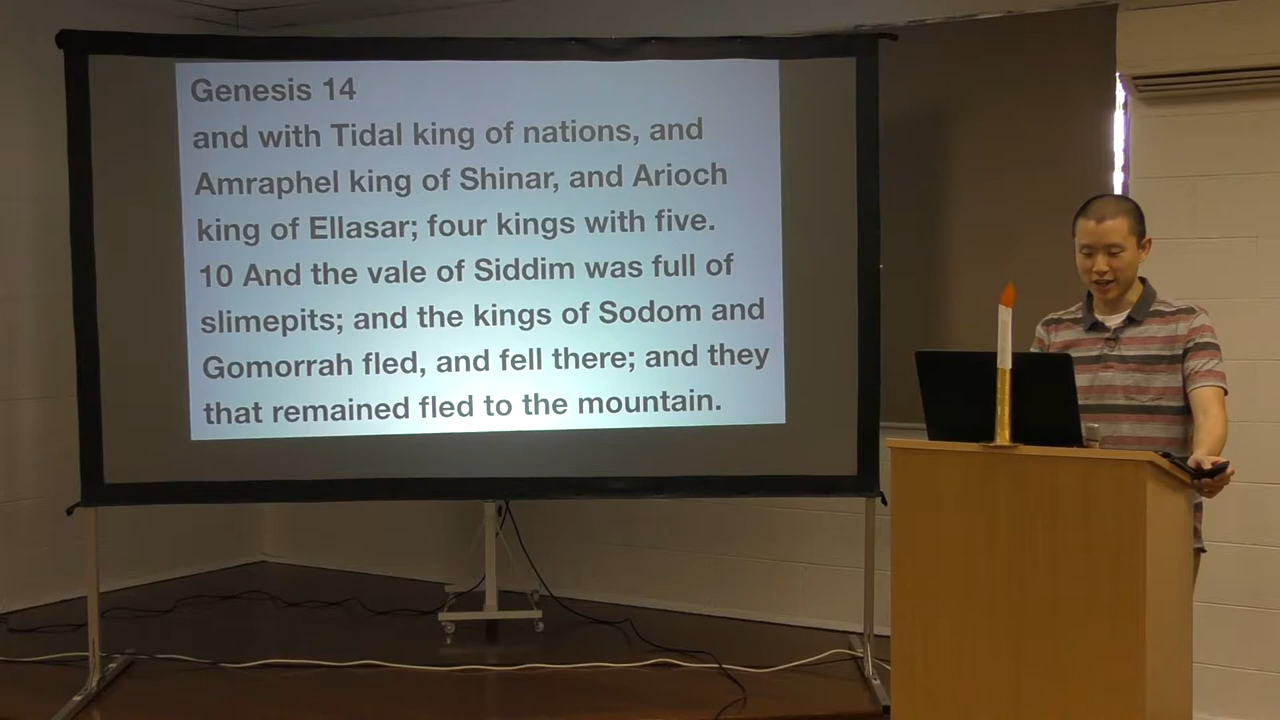 Genesis 14
and with Tidal king of nations, and
Amraphel king of Shinar, and Arioch
king of Ellasar; four kings with five.
10 And the vale of Siddim was full of
slimepits; and the kings of Sodom and
Gomorrah fled, and fell there; and they
that remained fled to the mountain.